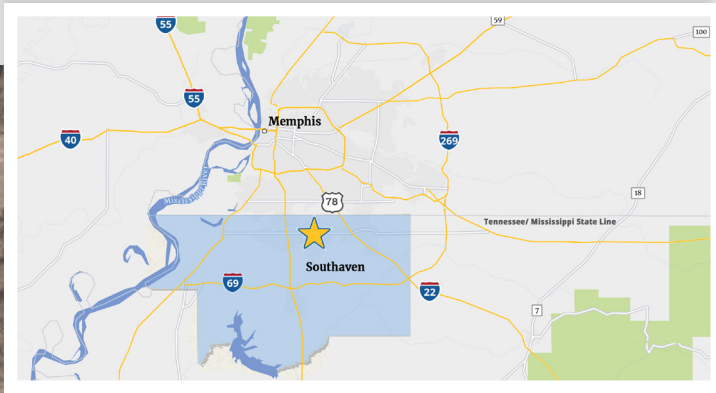 55
59
100
55
Memphis
40
269
18
Mississippi River
78
Tennessee/ Mississippi State Line
Southaven
69
22
7